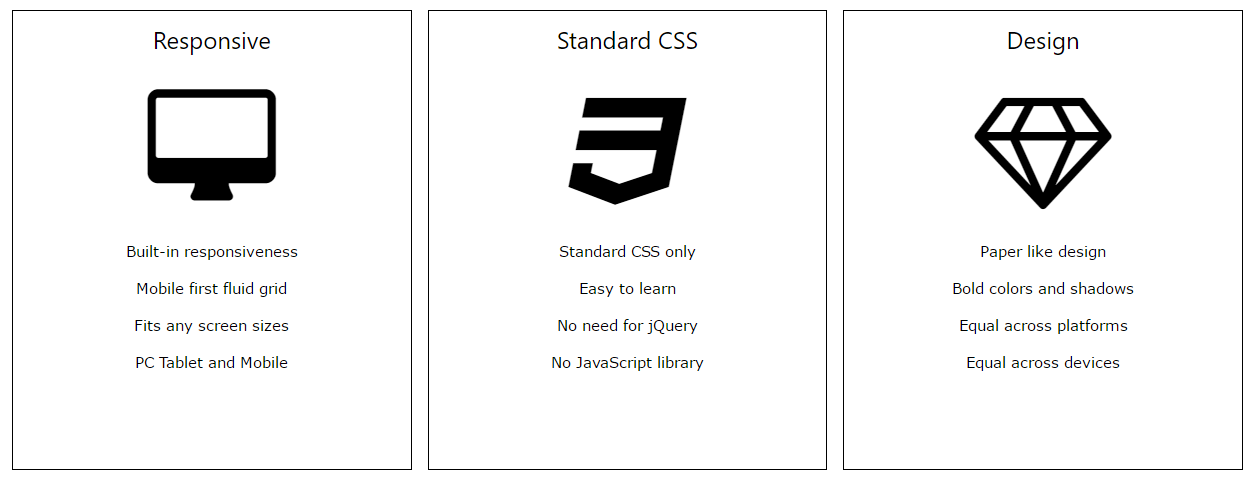 Responsive
Built-in responsiveness
Mobile first fluid grid
Fits any screen sizes
PC Tablet and Mobile
Standard CSS
Standard CSS only
Easy to learn
No need for jQuery
No JavaScript library
Design
Paper like design
Bold colors and shadows
Equal across platforms
Equal across devices